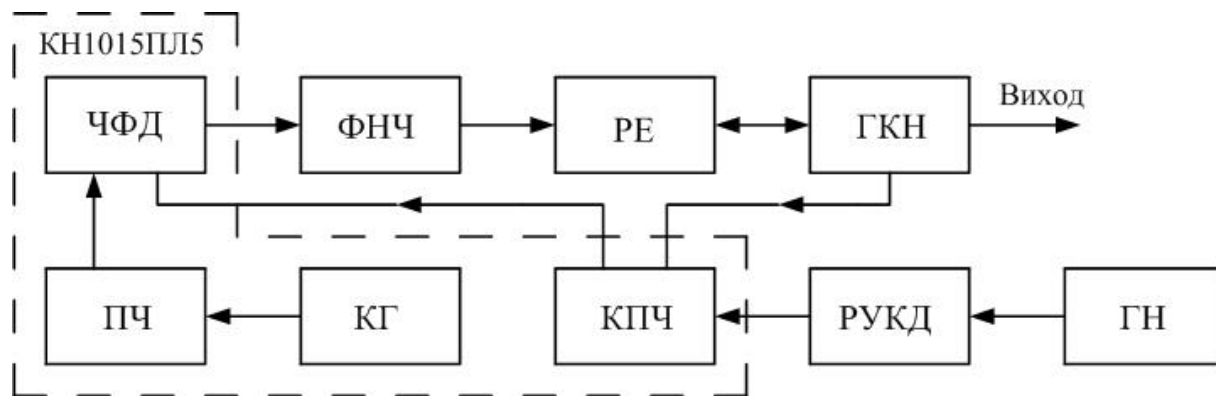 КН1015ПЛ5
ЧФД
ФНЧ
РЕ
ГКН
Виход
ПЧ
КГ
КПЧ
РУКД
ГН